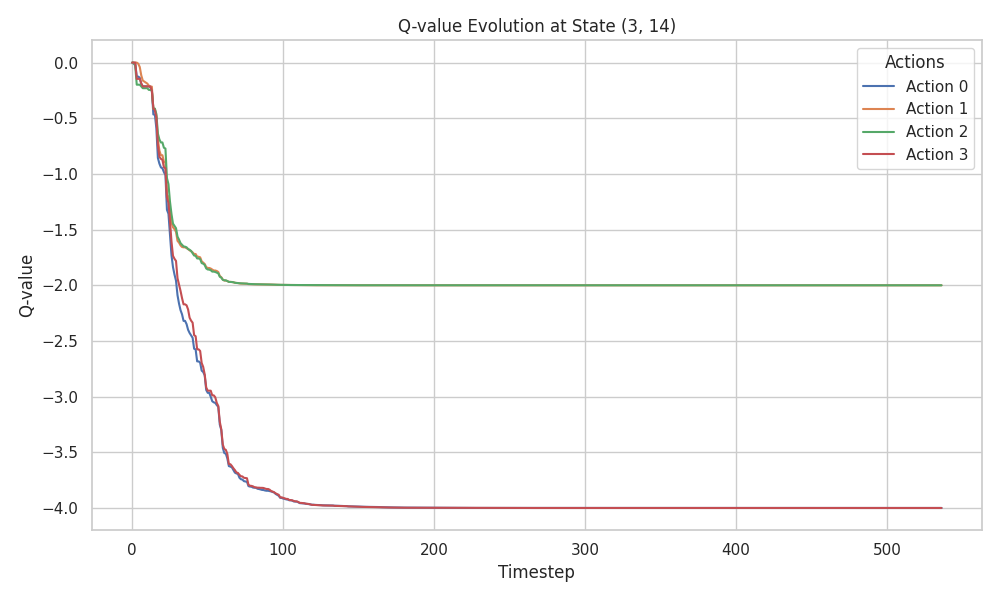 Q-value Evolution at State (3, 14)
Q-value
0.0
−0.5
−1.0
−1.5
−2.0
−2.5
−3.0
−3.5
−4.0
Actions
Action 0
Action 1
Action 2
Action 3
0 100 200 300 400 500
Timestep